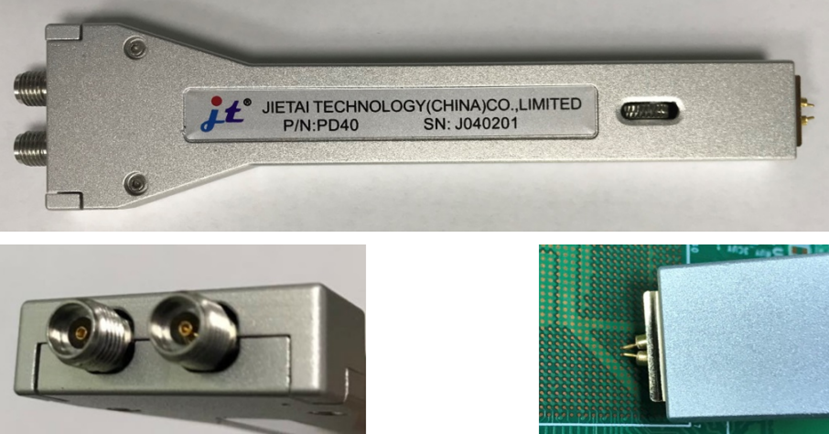 jt® JIETAI TECHNOLOGY(CHINA)CO.,LIMITED
P/N:PD40 SN: J040201